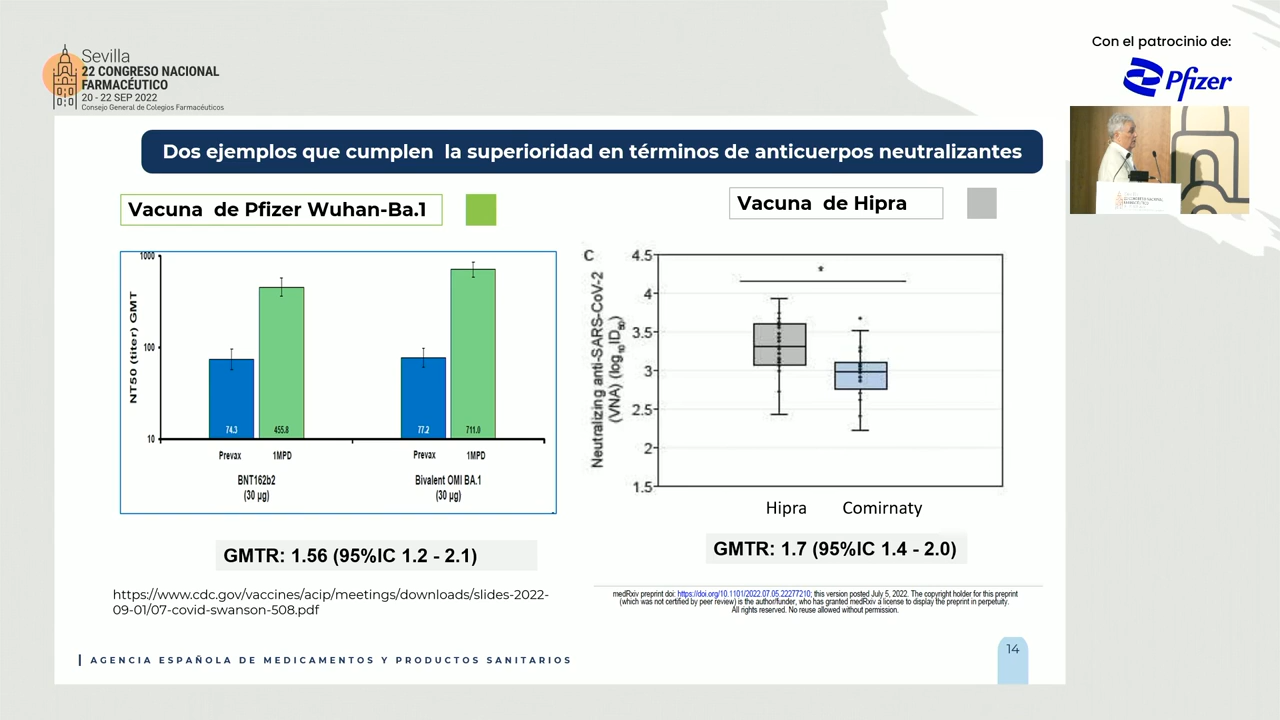 Sevilla
22 CONGRESO NACIONAL
FARMACÉUTICO
20 - 22 SEP 2022
Consejo General de Colegios Farmacéuticos
Con el patrocinio de:
Pfizer
Dos ejemplos que cumplen la superioridad en términos de anticuerpos neutralizantes
Vacuna de Pfizer Wuhan-Ba.1
NT50 (titer) GMT
1000
100
10
74.3
455.8
77.2
711.0
Prevax
1MPD
Prevax
1MPD
BNT162b2
(30 µg)
Bivalent OMI BA.1
(30 µg)
GMTR: 1.56 (95%IC 1.2 - 2.1)
https://www.cdc.gov/vaccines/acip/meetings/downloads/slides-2022-
09-01/07-covid-swanson-508.pdf
Vacuna de Hipra
C
Neutralizing anti-SARS-CoV-2
(VNA) (log10ID50)
4.5
4
3.5
3
2.5
2
1.5
*
Hipra
Comirnaty
GMTR: 1.7 (95%IC 1.4 - 2.0)
medRxiv preprint doi: https://doi.org/10.1101/2022.07.05.22277210; this version posted July 5, 2022. The copyright holder for this preprint
(which was not certified by peer review) is the author/funder, who has granted medRxiv a license to display the preprint in perpetuity.
All rights reserved. No reuse allowed without permission.
AGENCIA ESPAÑOLA DE MEDICAMENTOS Y PRODUCTOS SANITARIOS
14